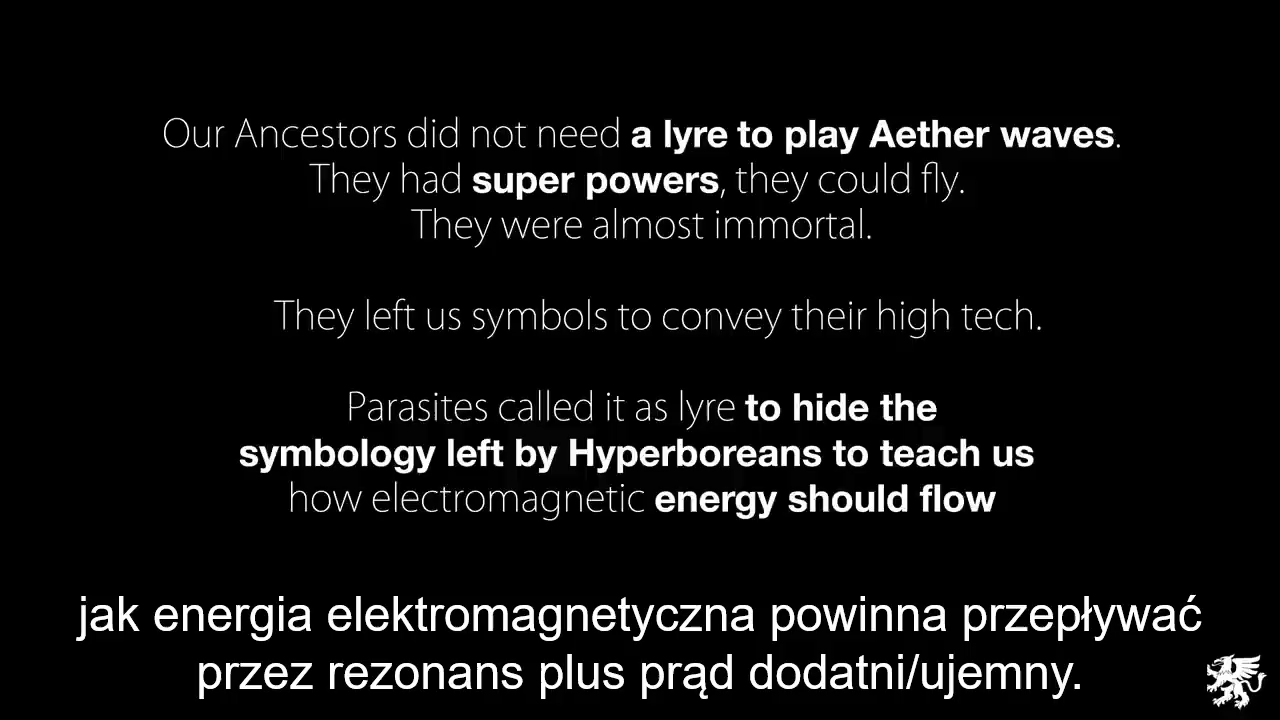 Our Ancestors did not need a lyre to play Aether waves.
They had super powers, they could fly.
They were almost immortal.
They left us symbols to convey their high tech.
Parasites called it as lyre to hide the
symbology left by Hyperboreans to teach us
how electromagnetic energy should flow
jak energia elektromagnetyczna powinna przepływać
przez rezonans plus prąd dodatni/ujemny.